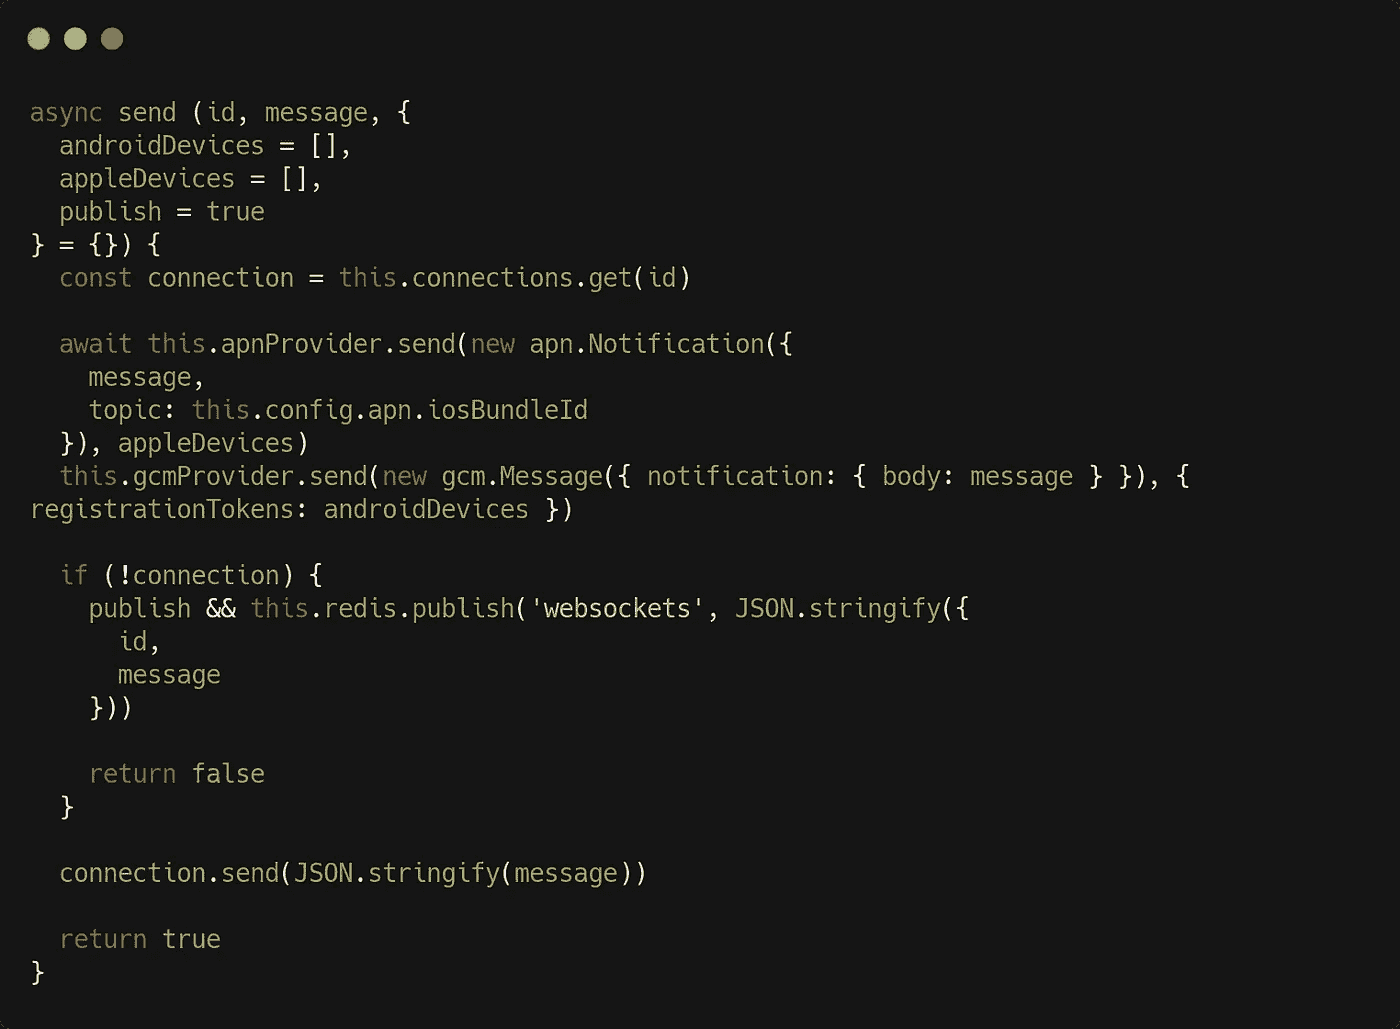 async send (id, message, {
  androidDevices = [],
  appleDevices = [],
  publish = true
} = {}) {
  const connection = this.connections.get(id)
  await this.apnProvider.send(new apn.Notification({
    message,
    topic: this.config.apn.iosBundleId
  }), appleDevices)
  this.gcmProvider.send(new gcm.Message({ notification: { body: message } }), {
registrationTokens: androidDevices })
  if (!connection) {
    publish && this.redis.publish('websockets', JSON.stringify({
      id,
      message
    }))
    return false
  }
  connection.send(JSON.stringify(message))
  return true
}